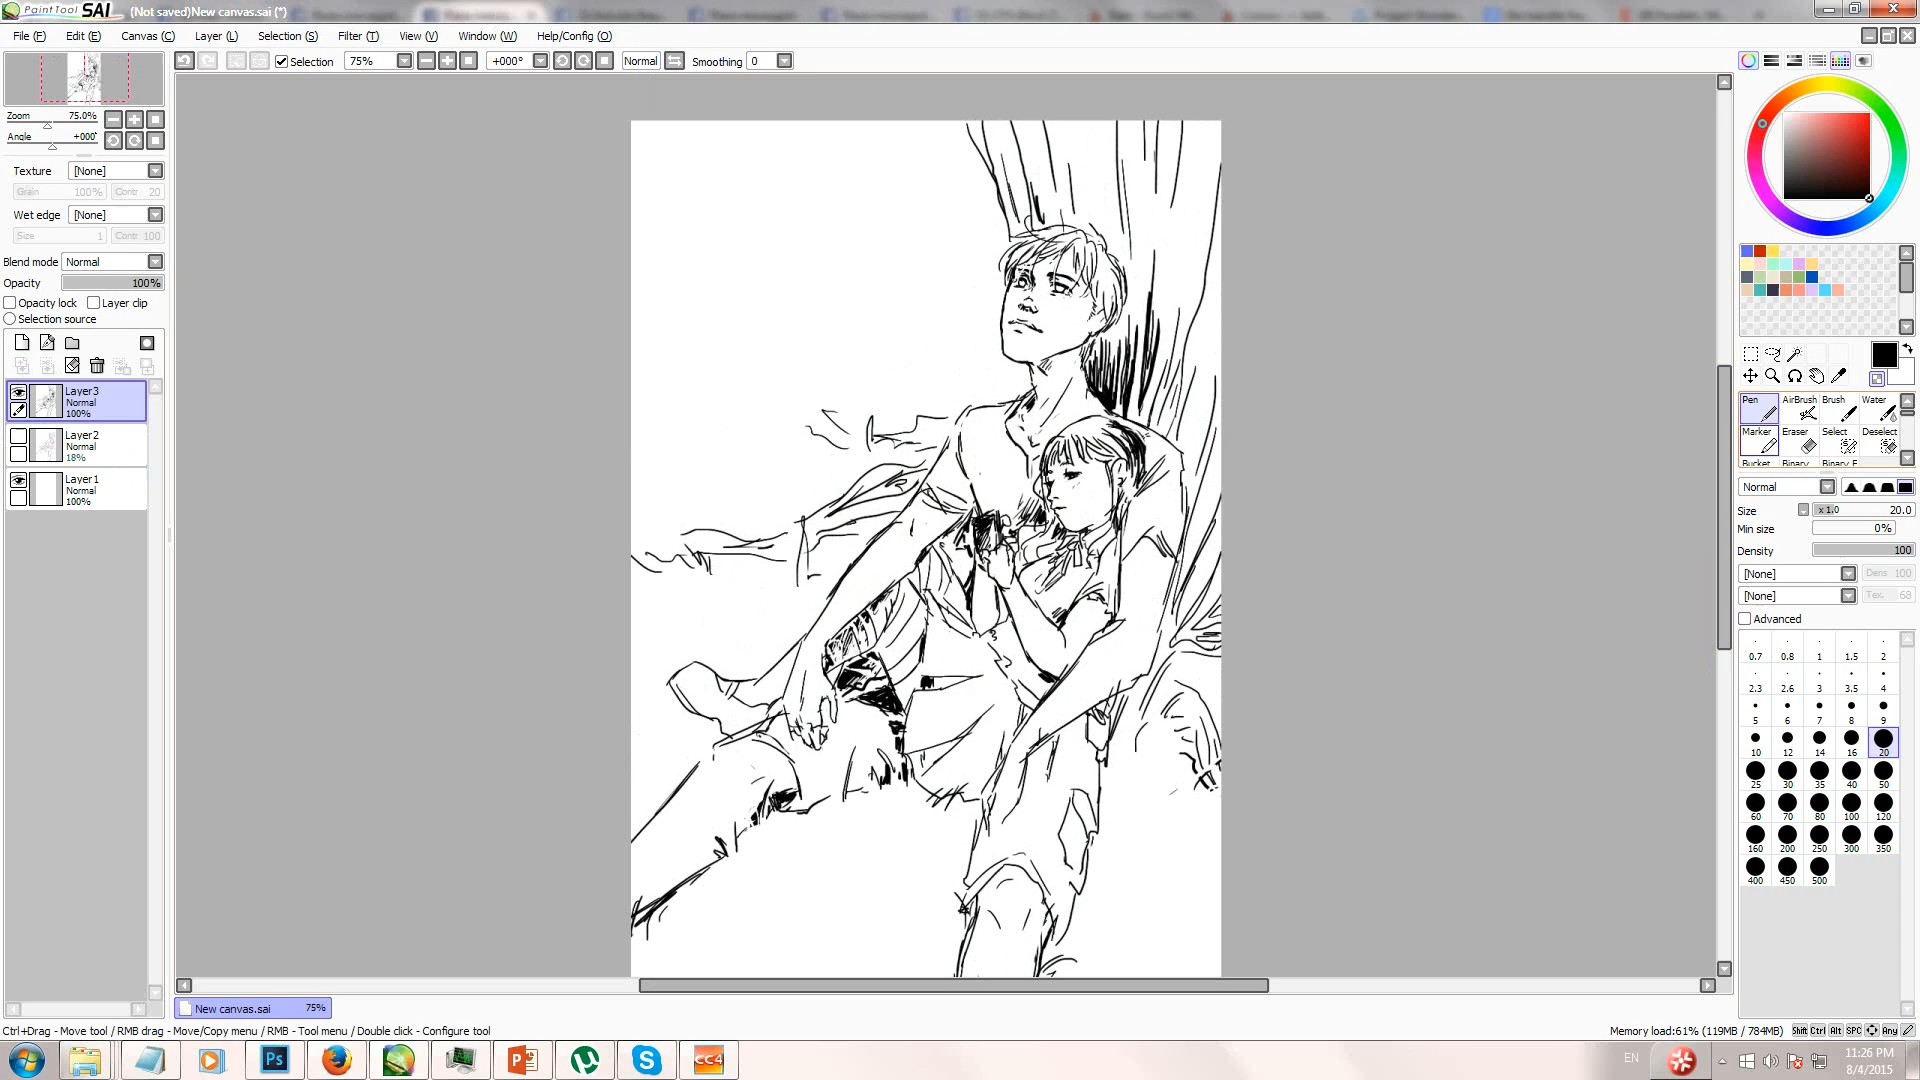 PaintTool SAI (Not saved)New canvas.sai (*)
File (F) Edit (E) Canvas (C) Layer (L) Selection (S) Filter (T) View (V) Window (W) Help/Config (O)
Selection 75% +000° Normal Smoothing 0
Zoom 75.0%
Angle +000°
Texture [None]
Grain 100% Contr 20
Wet edge [None]
Size 1 Contr 100
Blend mode Normal
Opacity 100%
Opacity lock Layer clip
Selection source
Layer3
Normal
100%
Layer2
Normal
18%
Layer1
Normal
100%
Pen AirBrush Brush Water
Marker Eraser Select Deselect
Bucket Binary Binary E
Normal
Size x 1.0 20.0
Min size 0%
Density 100
[None] Dens 100
[None] Tex. 68
Advanced
0.7 0.8 1 1.5 2
2.3 2.6 3 3.5 4
5 6 7 8 9
10 12 14 16 20
25 30 35 40 50
60 70 80 100 120
160 200 250 300 350
400 450 500
New canvas.sai 75%
Ctrl+Drag - Move tool / RMB drag - Move/Copy menu / RMB - Tool menu / Double click - Configure tool
Memory load:61% (119MB / 784MB) Shift Ctrl Alt SPC Any
Ps CC4 EN 11:26 PM
8/4/2015